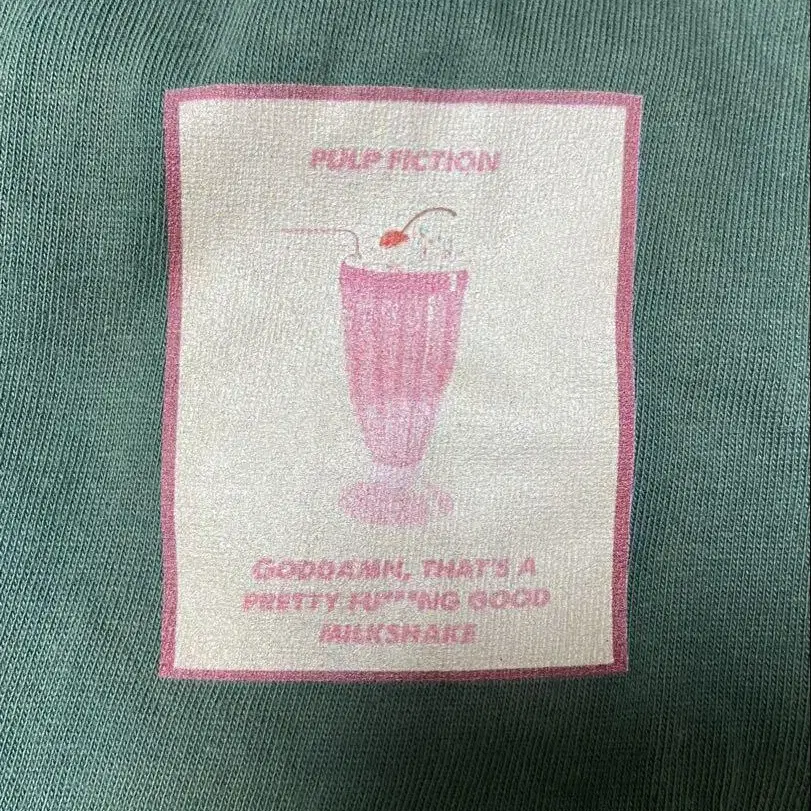 PULP FICTION
GODDAMN, THAT'S A
PRETTY FU***NG GOOD
MILKSHAKE